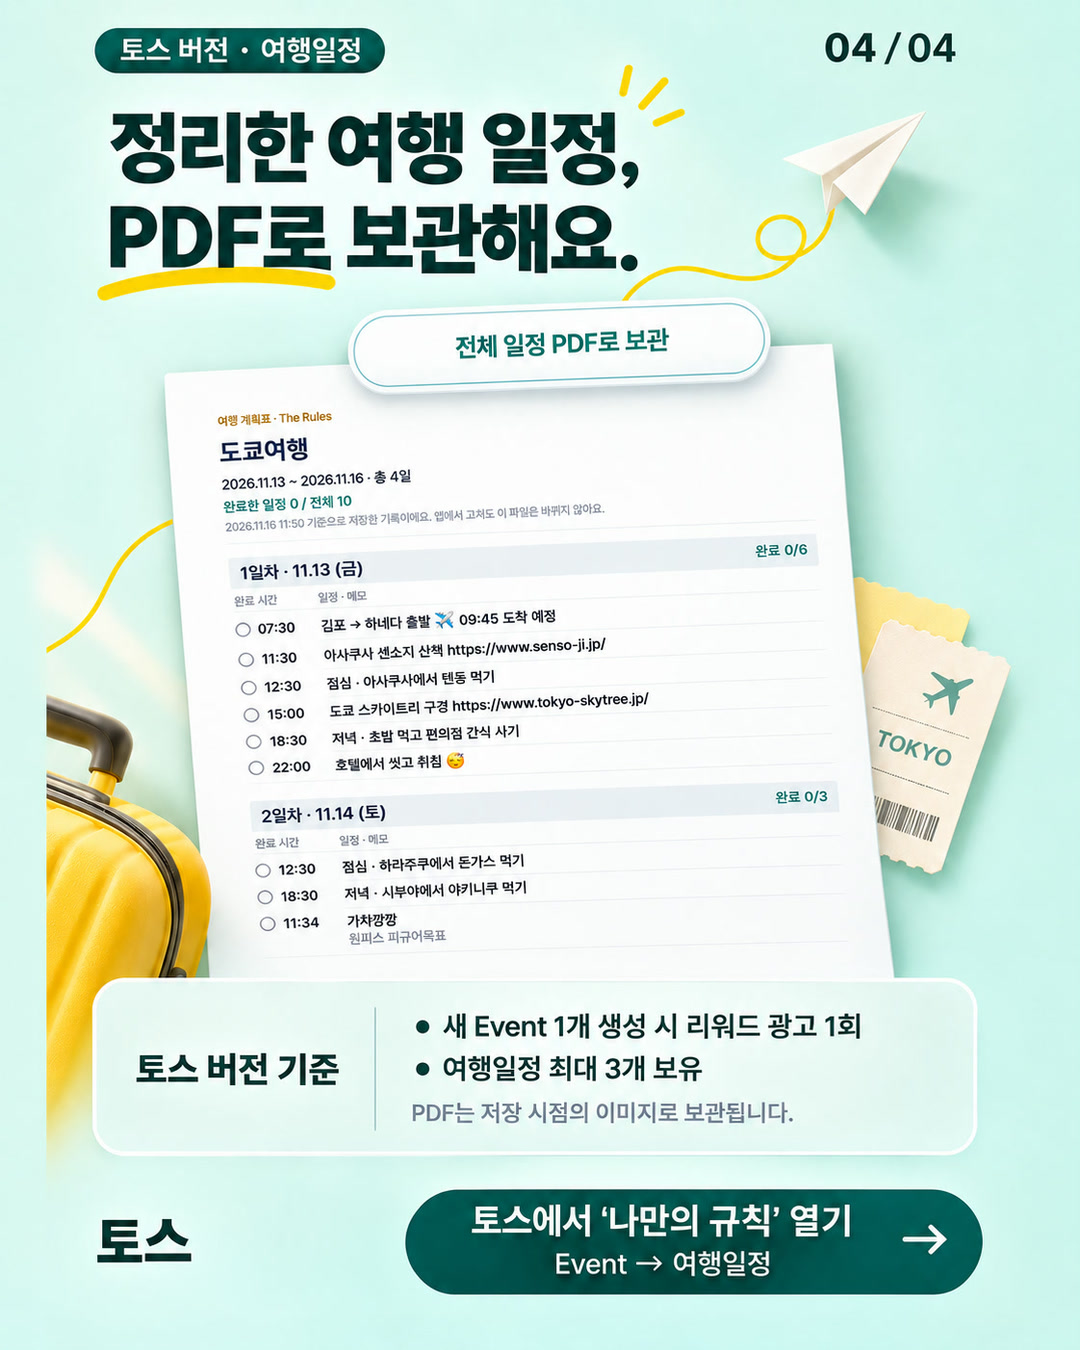 토스 버전 · 여행일정
04 / 04
정리한 여행 일정,
PDF로 보관해요.
전체 일정 PDF로 보관
여행 계획표 · The Rules
도쿄여행
2026.11.13 ~ 2026.11.16 · 총 4일
완료한 일정 0 / 전체 10
2026.11.16 11:50 기준으로 저장한 기록이에요. 앱에서 고쳐도 이 파일은 바뀌지 않아요.
1일차 · 11.13 (금) 완료 0/6
완료 시간 일정 · 메모
07:30 김포 → 하네다 출발 ✈️ 09:45 도착 예정
11:30 아사쿠사 센소지 산책 https://www.senso-ji.jp/
12:30 점심 · 아사쿠사에서 텐동 먹기
15:00 도쿄 스카이트리 구경 https://www.tokyo-skytree.jp/
18:30 저녁 · 초밥 먹고 편의점 간식 사기
22:00 호텔에서 씻고 취침 😴
2일차 · 11.14 (토) 완료 0/3
완료 시간 일정 · 메모
12:30 점심 · 하라주쿠에서 돈가스 먹기
18:30 저녁 · 시부야에서 야키니쿠 먹기
11:34 가챠깡깡
원피스 피규어목표
TOKYO
토스 버전 기준
● 새 Event 1개 생성 시 리워드 광고 1회
● 여행일정 최대 3개 보유
PDF는 저장 시점의 이미지로 보관됩니다.
토스
토스에서 ‘나만의 규칙’ 열기 →
Event → 여행일정